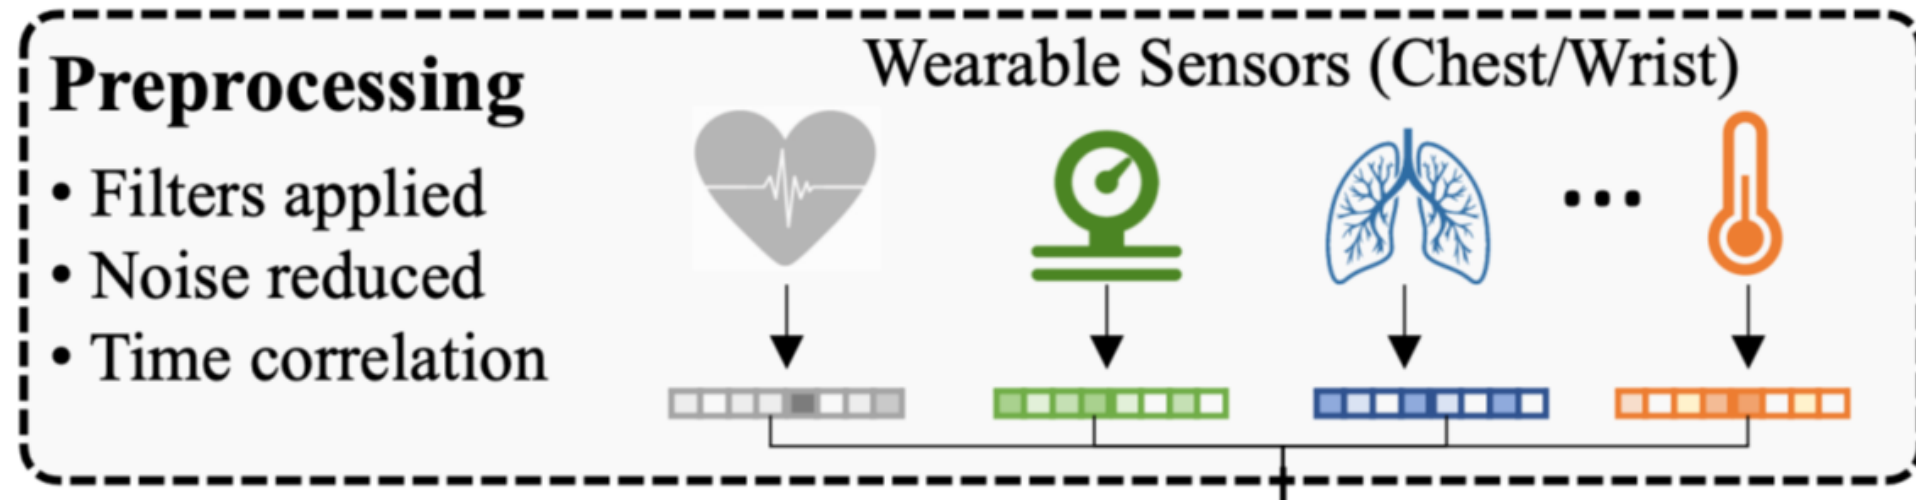 Preprocessing
• Filters applied
• Noise reduced
• Time correlation
Wearable Sensors (Chest/Wrist)
...